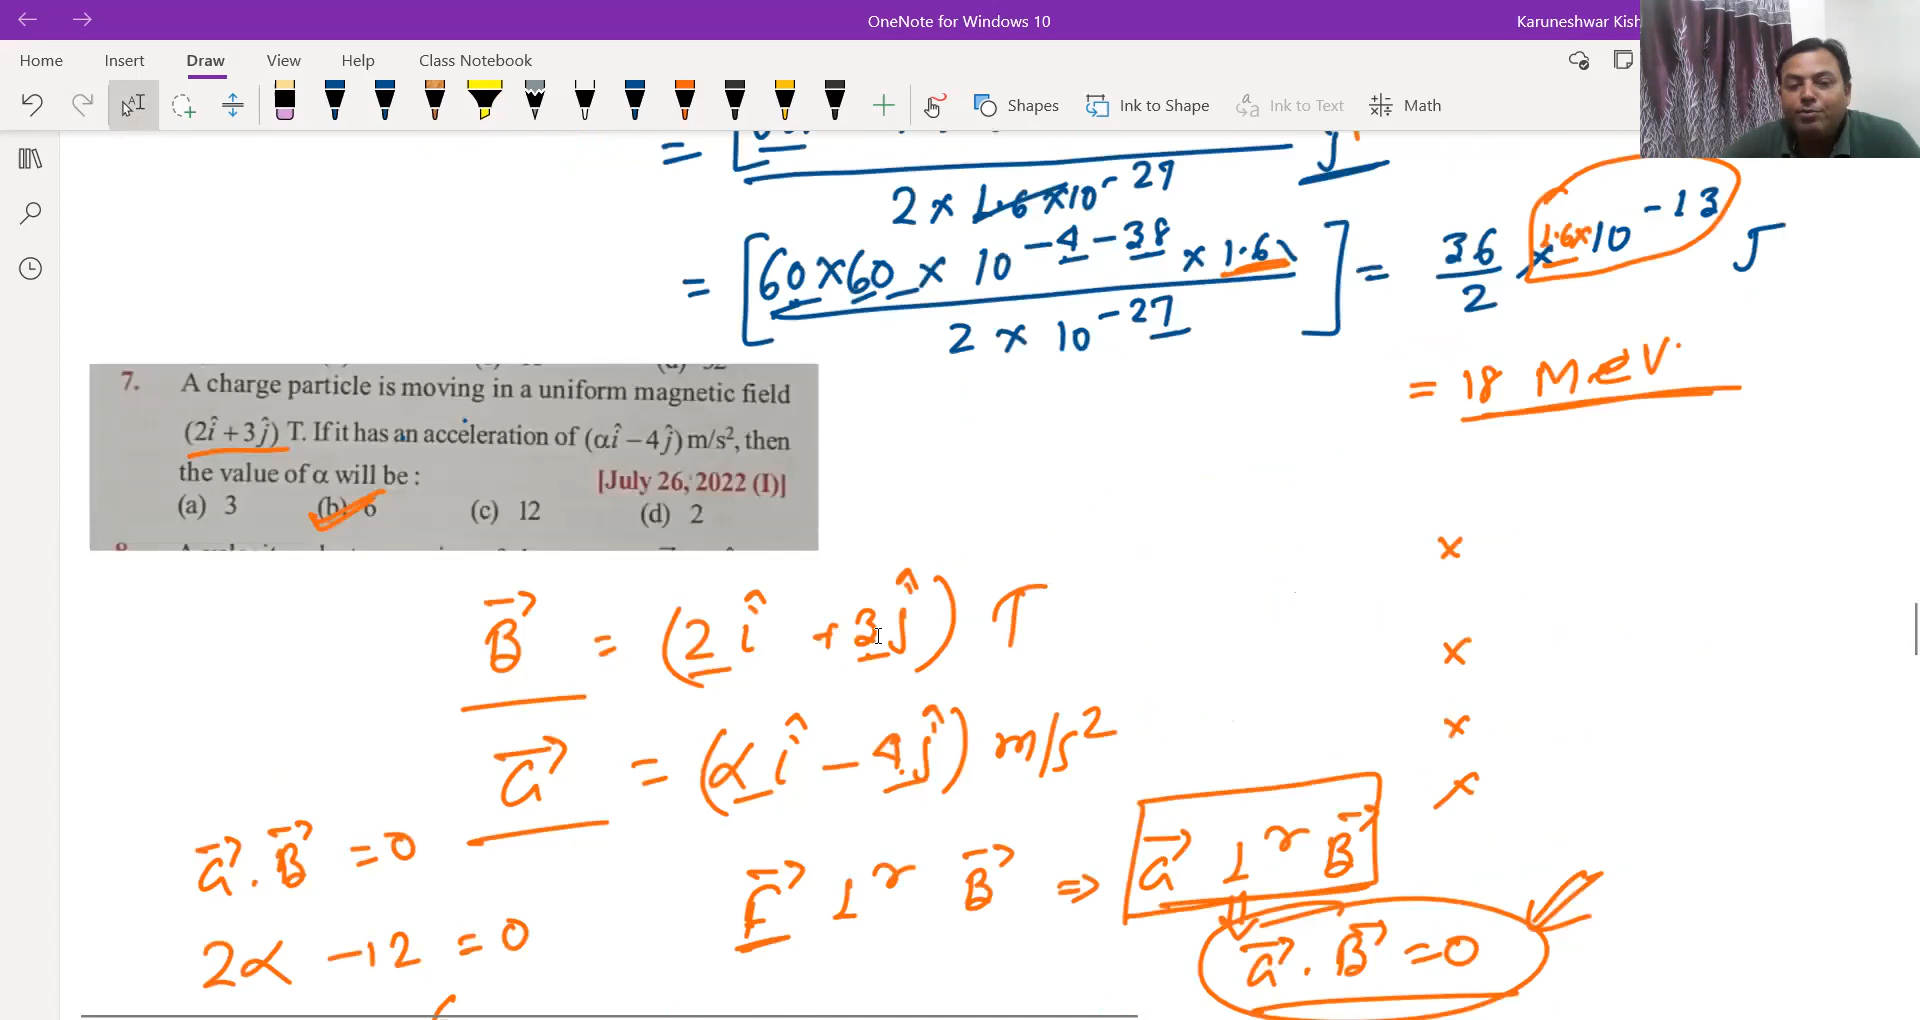 OneNote for Windows 10
Karuneshwar Kish
Home Insert Draw View Help Class Notebook
Shapes Ink to Shape Ink to Text Math
=
2 × 1.6 × 10⁻²⁷
= [60×60 × 10⁻⁴⁻³⁸ × 1.6 / 2 × 10⁻²⁷] = 36/2 × 1.6×10⁻¹³ J
= 18 MeV.
7. A charge particle is moving in a uniform magnetic field
(2î + 3ĵ) T. If it has an acceleration of (αî − 4ĵ) m/s², then
the value of α will be :
[July 26, 2022 (I)]
(a) 3 (b) 6 (c) 12 (d) 2
B⃗ = (2î + 3ĵ) T
a⃗ = (αî − 4ĵ) m/s²
a⃗ . B⃗ = 0
F⃗ ⊥ʳ B⃗ ⇒ a⃗ ⊥ʳ B⃗
2α − 12 = 0
a⃗ . B⃗ = 0
x
x
x
x